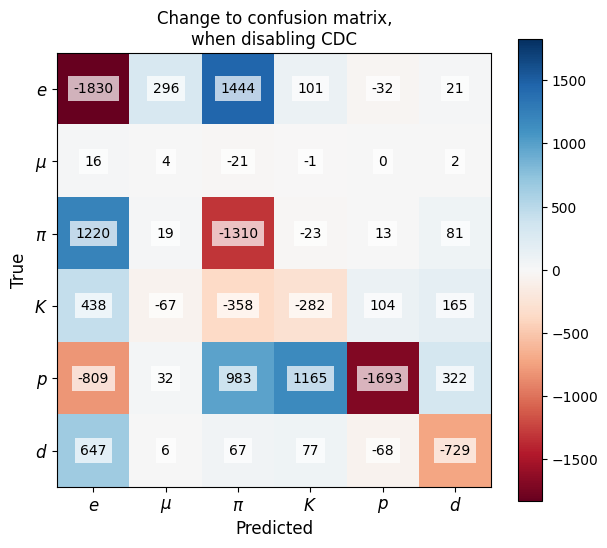 Change to confusion matrix,
when disabling CDC
e -1830 296 1444 101 -32 21
μ 16 4 -21 -1 0 2
π 1220 19 -1310 -23 13 81
K 438 -67 -358 -282 104 165
p -809 32 983 1165 -1693 322
d 647 6 67 77 -68 -729
e μ π K p d
True
Predicted
1500
1000
500
0
−500
−1000
−1500